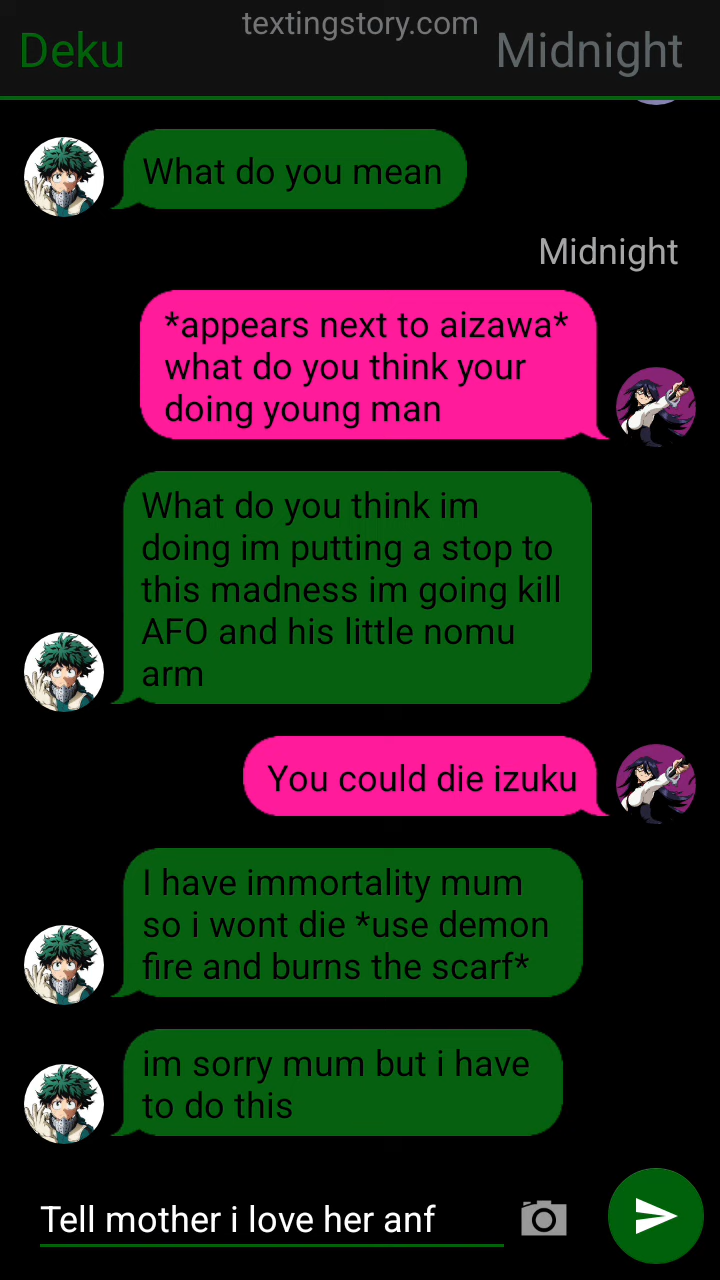 textingstory.com
Deku
Midnight
What do you mean
Midnight
*appears next to aizawa*
what do you think your
doing young man
What do you think im
doing im putting a stop to
this madness im going kill
AFO and his little nomu
arm
You could die izuku
I have immortality mum
so i wont die *use demon
fire and burns the scarf*
im sorry mum but i have
to do this
Tell mother i love her anf